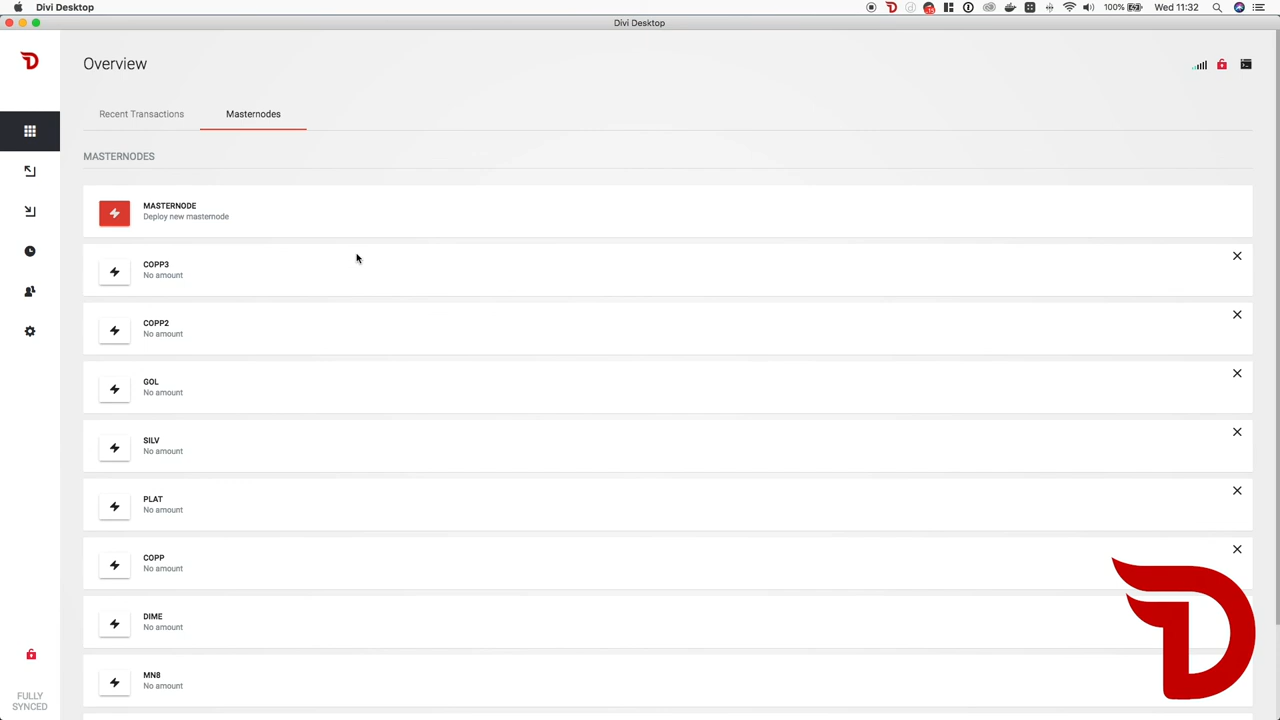 Divi Desktop
100%
Wed 11:32
Divi Desktop
Overview
Recent Transactions
Masternodes
MASTERNODES
MASTERNODE
Deploy new masternode
COPP3
No amount
COPP2
No amount
GOL
No amount
SILV
No amount
PLAT
No amount
COPP
No amount
DIME
No amount
MN8
No amount
FULLY
SYNCED